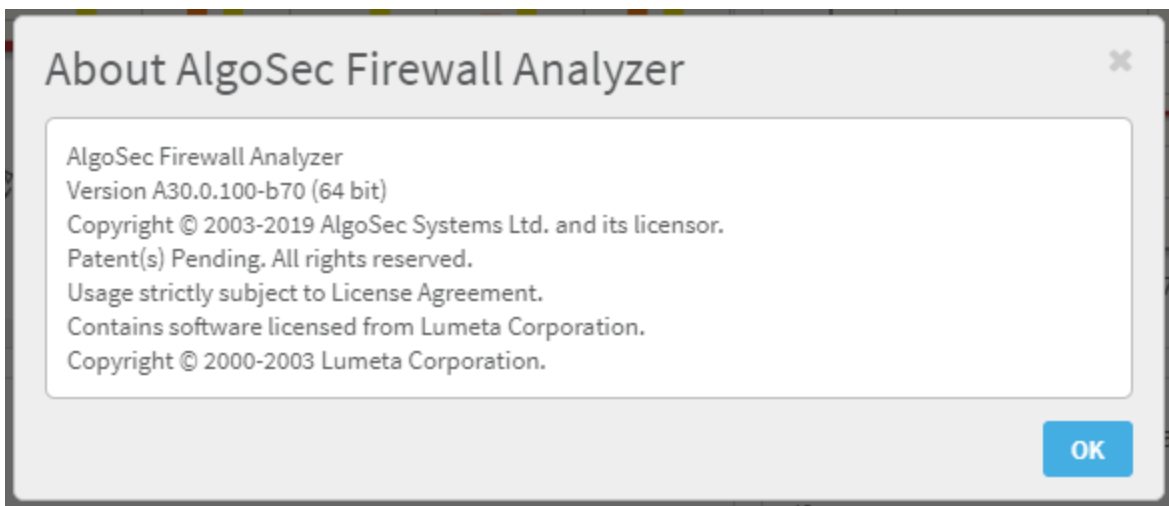 About AlgoSec Firewall Analyzer
AlgoSec Firewall Analyzer
Version A30.0.100-b70 (64 bit)
Copyright © 2003-2019 AlgoSec Systems Ltd. and its licensor.
Patent(s) Pending. All rights reserved.
Usage strictly subject to License Agreement.
Contains software licensed from Lumeta Corporation.
Copyright © 2000-2003 Lumeta Corporation.
OK